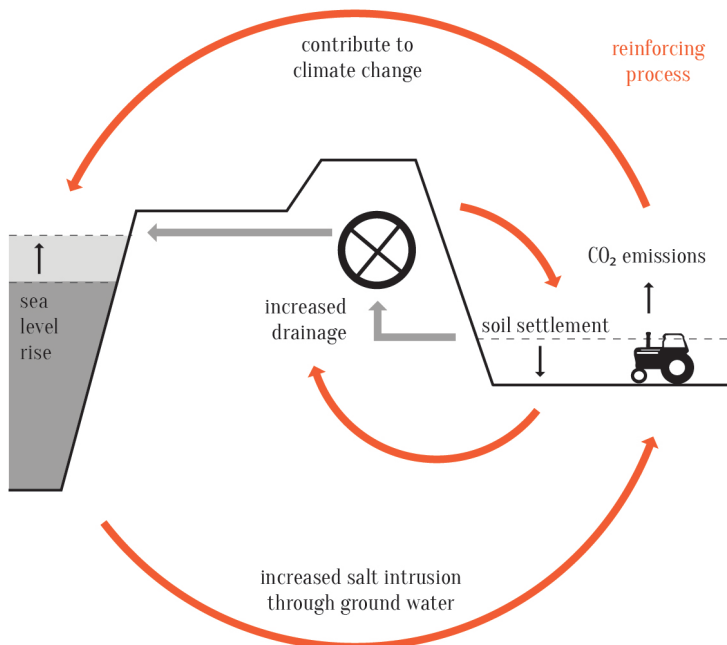 contribute to
climate change
reinforcing
process
CO₂ emissions
sea
level
rise
increased
drainage
soil settlement
increased salt intrusion
through ground water